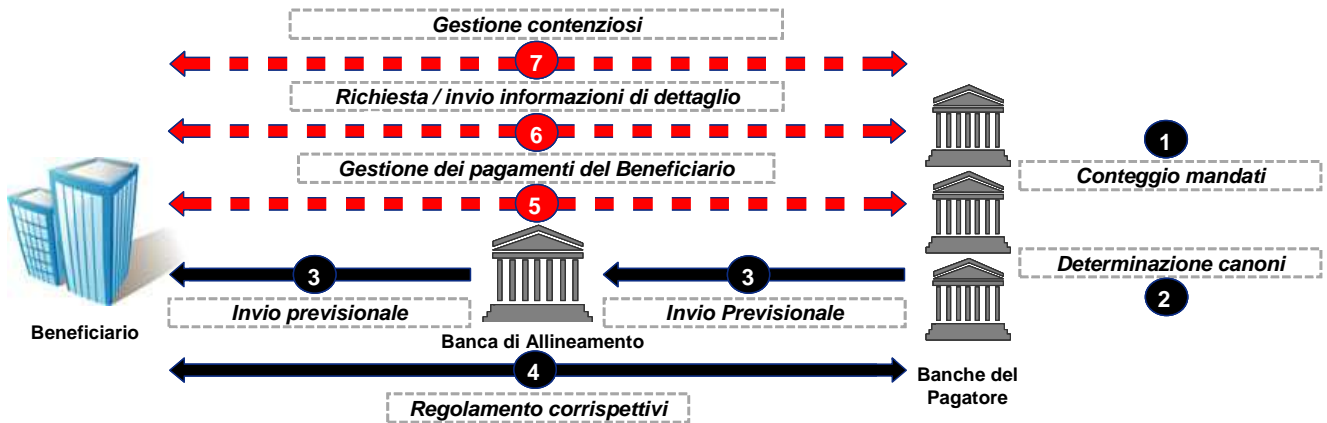 Gestione contenziosi
7
Richiesta / invio informazioni di dettaglio
6
1
Gestione dei pagamenti del Beneficiario
Conteggio mandati
5
3
3
Determinazione canoni
2
Invio previsionale
Invio Previsionale
Beneficiario
Banca di Allineamento
4
Banche del
Pagatore
Regolamento corrispettivi